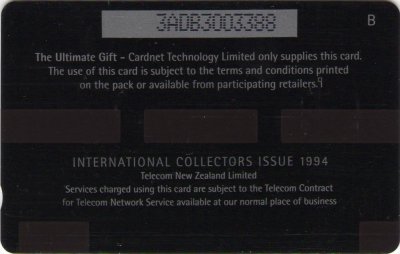 3ADB3003388 B
The Ultimate Gift - Cardnet Technology Limited only supplies this card.
The use of this card is subject to the terms and conditions printed
on the pack or available from participating retailers.
INTERNATIONAL COLLECTORS ISSUE 1994
Telecom New Zealand Limited
Services charged using this card are subject to the Telecom Contract
for Telecom Network Service available at our normal place of business